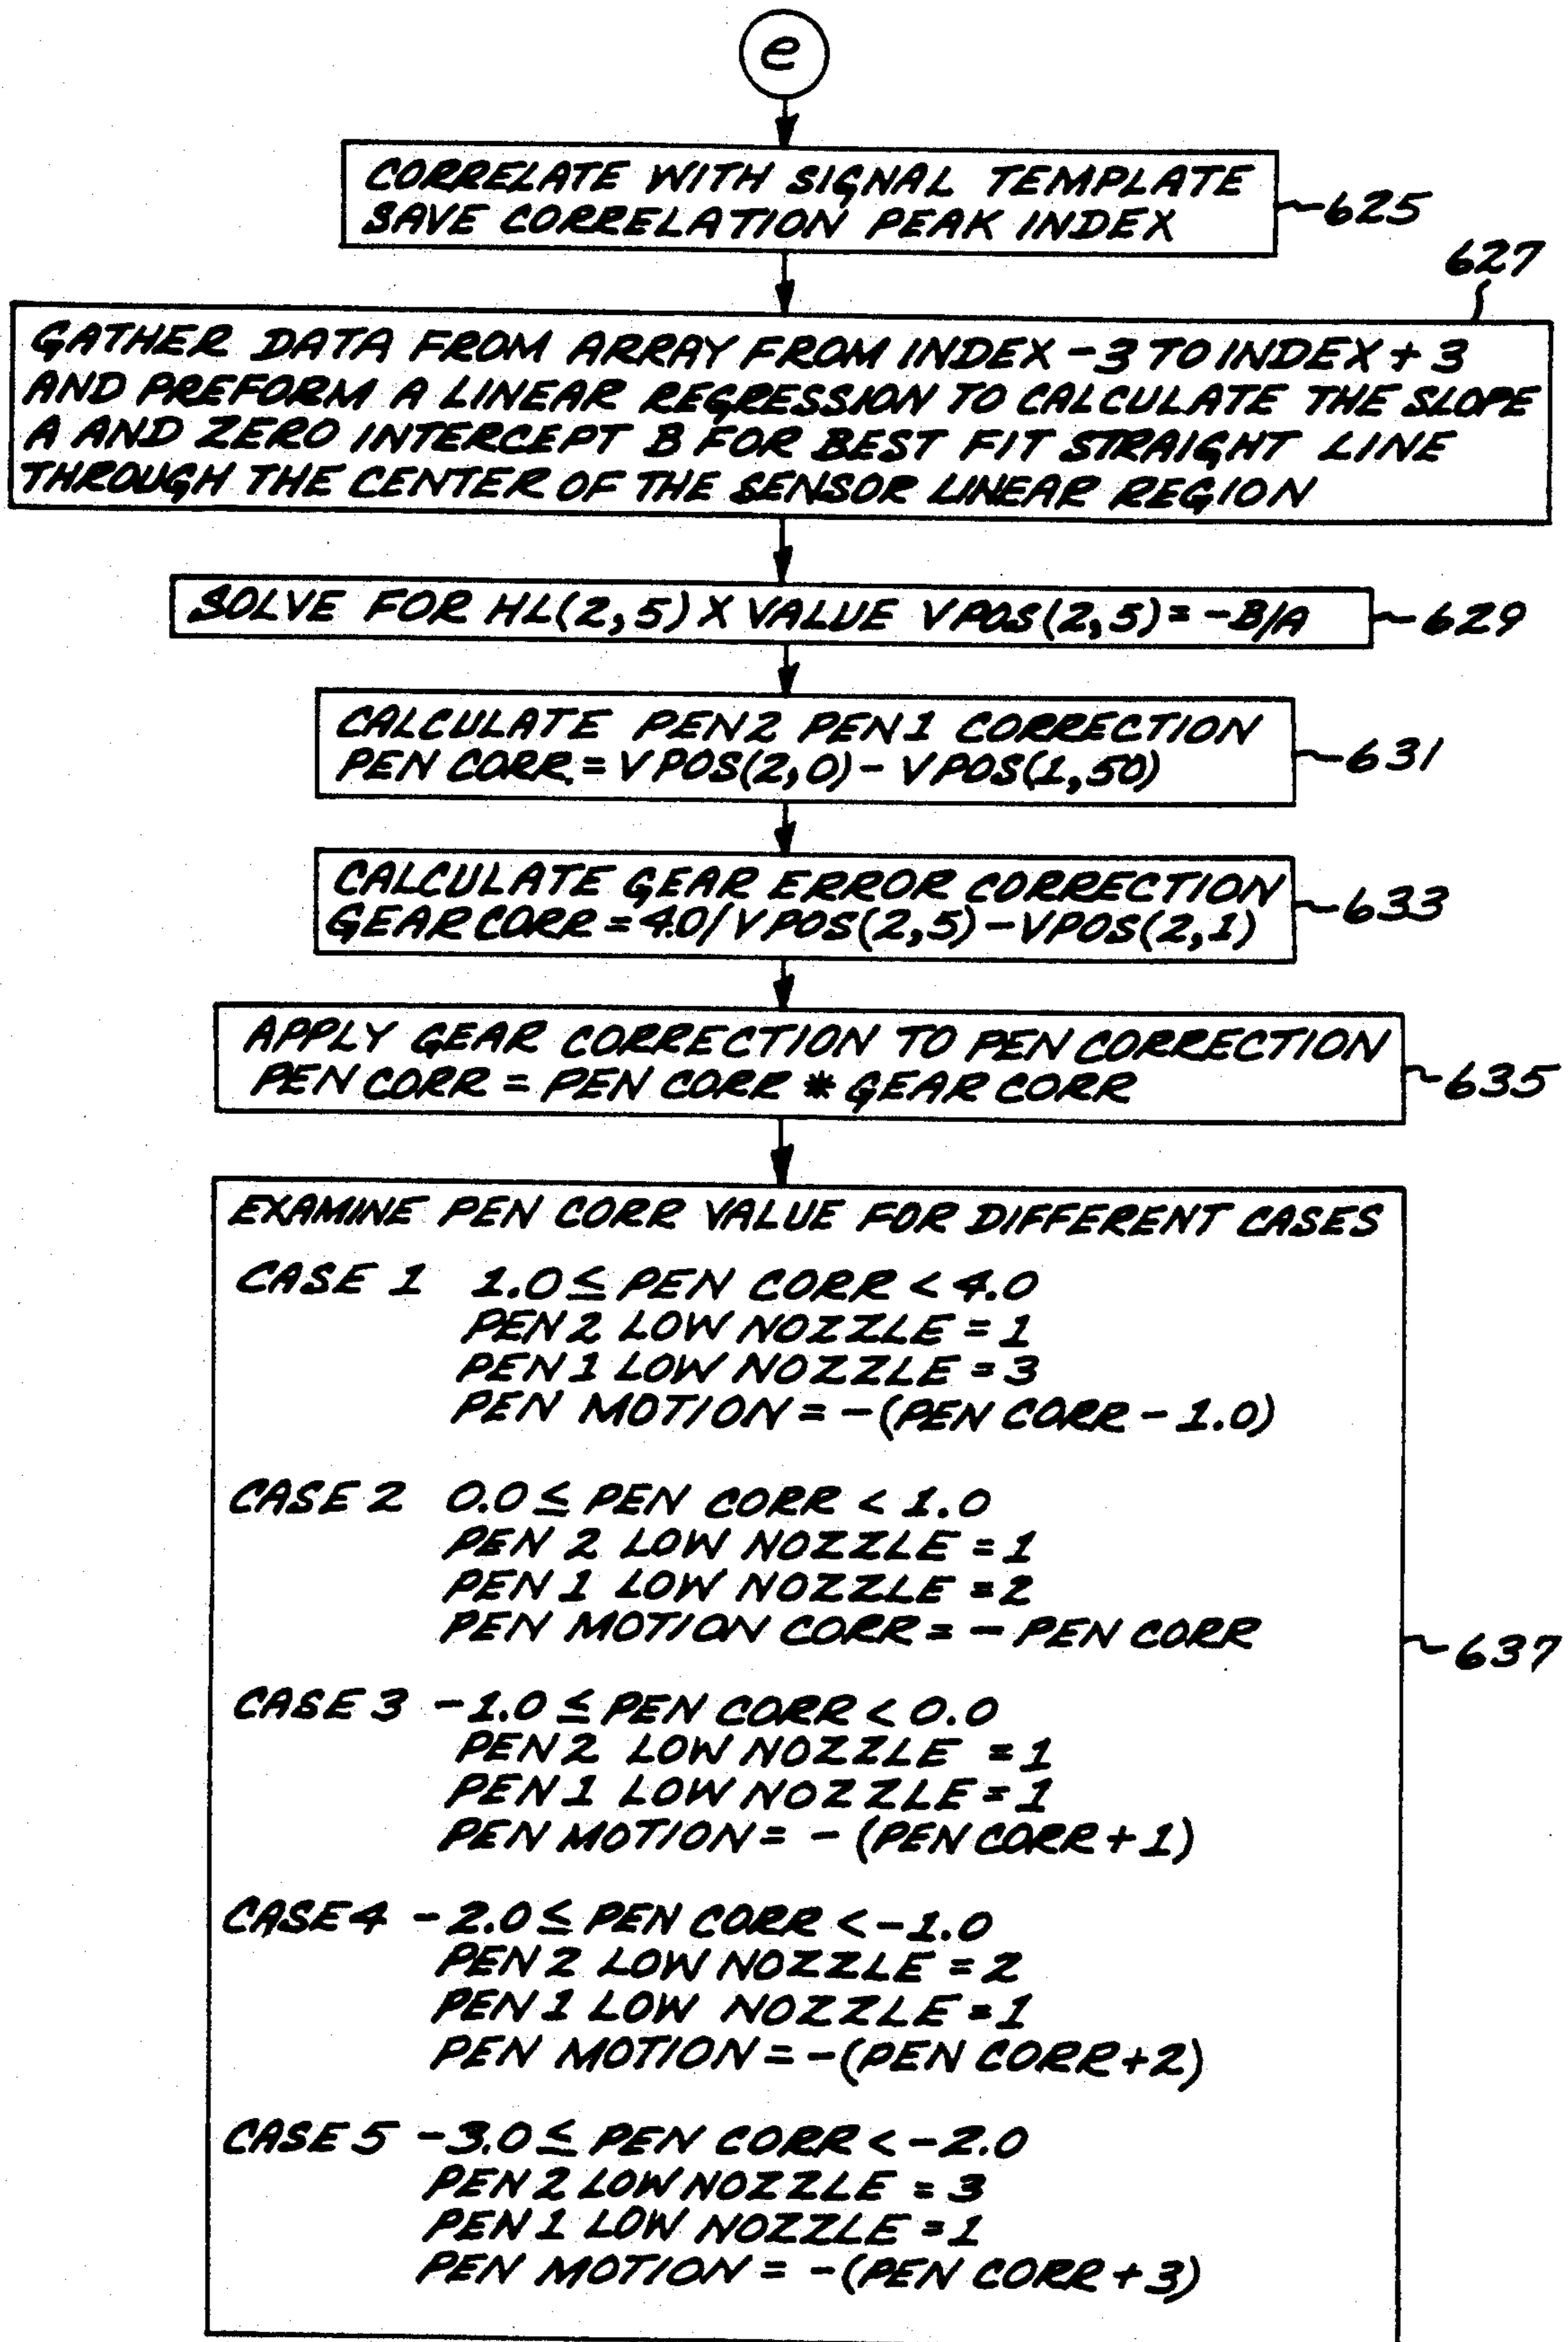 e
CORRELATE WITH SIGNAL TEMPLATE
SAVE CORRELATION PEAK INDEX
625
627
GATHER DATA FROM ARRAY FROM INDEX -3 TO INDEX + 3
AND PREFORM A LINEAR REGRESSION TO CALCULATE THE SLOPE
A AND ZERO INTERCEPT B FOR BEST FIT STRAIGHT LINE
THROUGH THE CENTER OF THE SENSOR LINEAR REGION
SOLVE FOR HL(2,5) X VALUE VPOS(2,5) = -B/A
629
CALCULATE PEN2 PEN1 CORRECTION
PEN CORR. = VPOS(2,0) - VPOS(1,50)
631
CALCULATE GEAR ERROR CORRECTION
GEAR CORR = 4.0/VPOS(2,5) - VPOS(2,1)
633
APPLY GEAR CORRECTION TO PEN CORRECTION
PEN CORR = PEN CORR * GEAR CORR
635
EXAMINE PEN CORR VALUE FOR DIFFERENT CASES
CASE 1 1.0 ≤ PEN CORR < 4.0
PEN 2 LOW NOZZLE = 1
PEN 1 LOW NOZZLE = 3
PEN MOTION = -(PEN CORR - 1.0)
CASE 2 0.0 ≤ PEN CORR < 1.0
PEN 2 LOW NOZZLE = 1
PEN 1 LOW NOZZLE = 2
PEN MOTION CORR = - PEN CORR
637
CASE 3 -1.0 ≤ PEN CORR < 0.0
PEN 2 LOW NOZZLE = 1
PEN 1 LOW NOZZLE = 1
PEN MOTION = - (PEN CORR + 1)
CASE 4 -2.0 ≤ PEN CORR < -1.0
PEN 2 LOW NOZZLE = 2
PEN 1 LOW NOZZLE = 1
PEN MOTION = -(PEN CORR + 2)
CASE 5 -3.0 ≤ PEN CORR < -2.0
PEN 2 LOW NOZZLE = 3
PEN 1 LOW NOZZLE = 1
PEN MOTION = -(PEN CORR + 3)